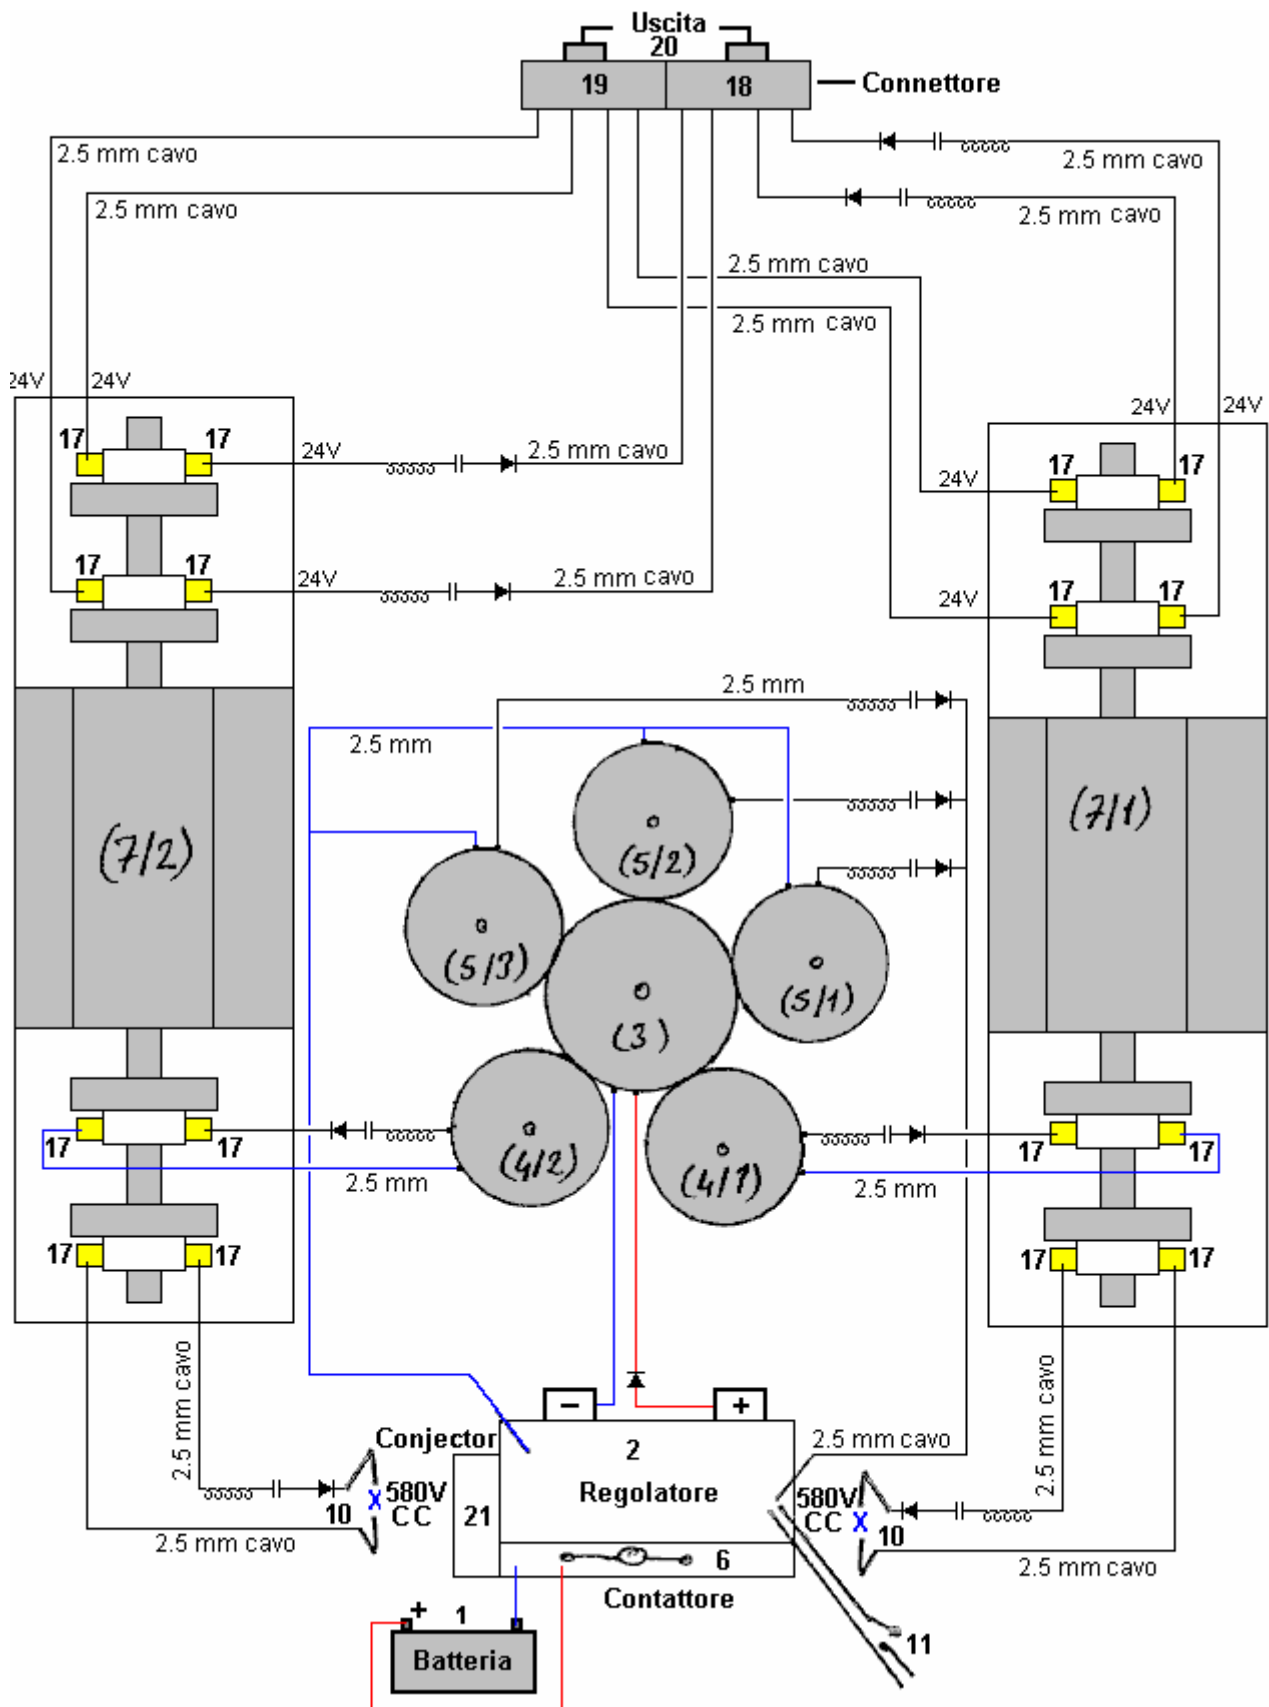 Uscita
20
19 18 Connettore
2.5 mm cavo 2.5 mm cavo
2.5 mm cavo 2.5 mm cavo
2.5 mm cavo
2.5 mm cavo
24V 24V
24V 24V
17 17 24V 2.5 mm cavo
24V 17 17
17 17 24V 2.5 mm cavo
24V 17 17
2.5 mm
2.5 mm
(7/2) (7/1)
(5/2)
(5/3) (5/1)
(3)
17 17 17 17
(4/2) (4/1)
2.5 mm 2.5 mm
17 17 17 17
2.5 mm cavo
2.5 mm cavo
− +
Conjector 2 2.5 mm cavo
580V Regolatore 580V
CC CC
10 21 10
2.5 mm cavo 6 2.5 mm cavo
Contattore
+ 1
11
Batteria